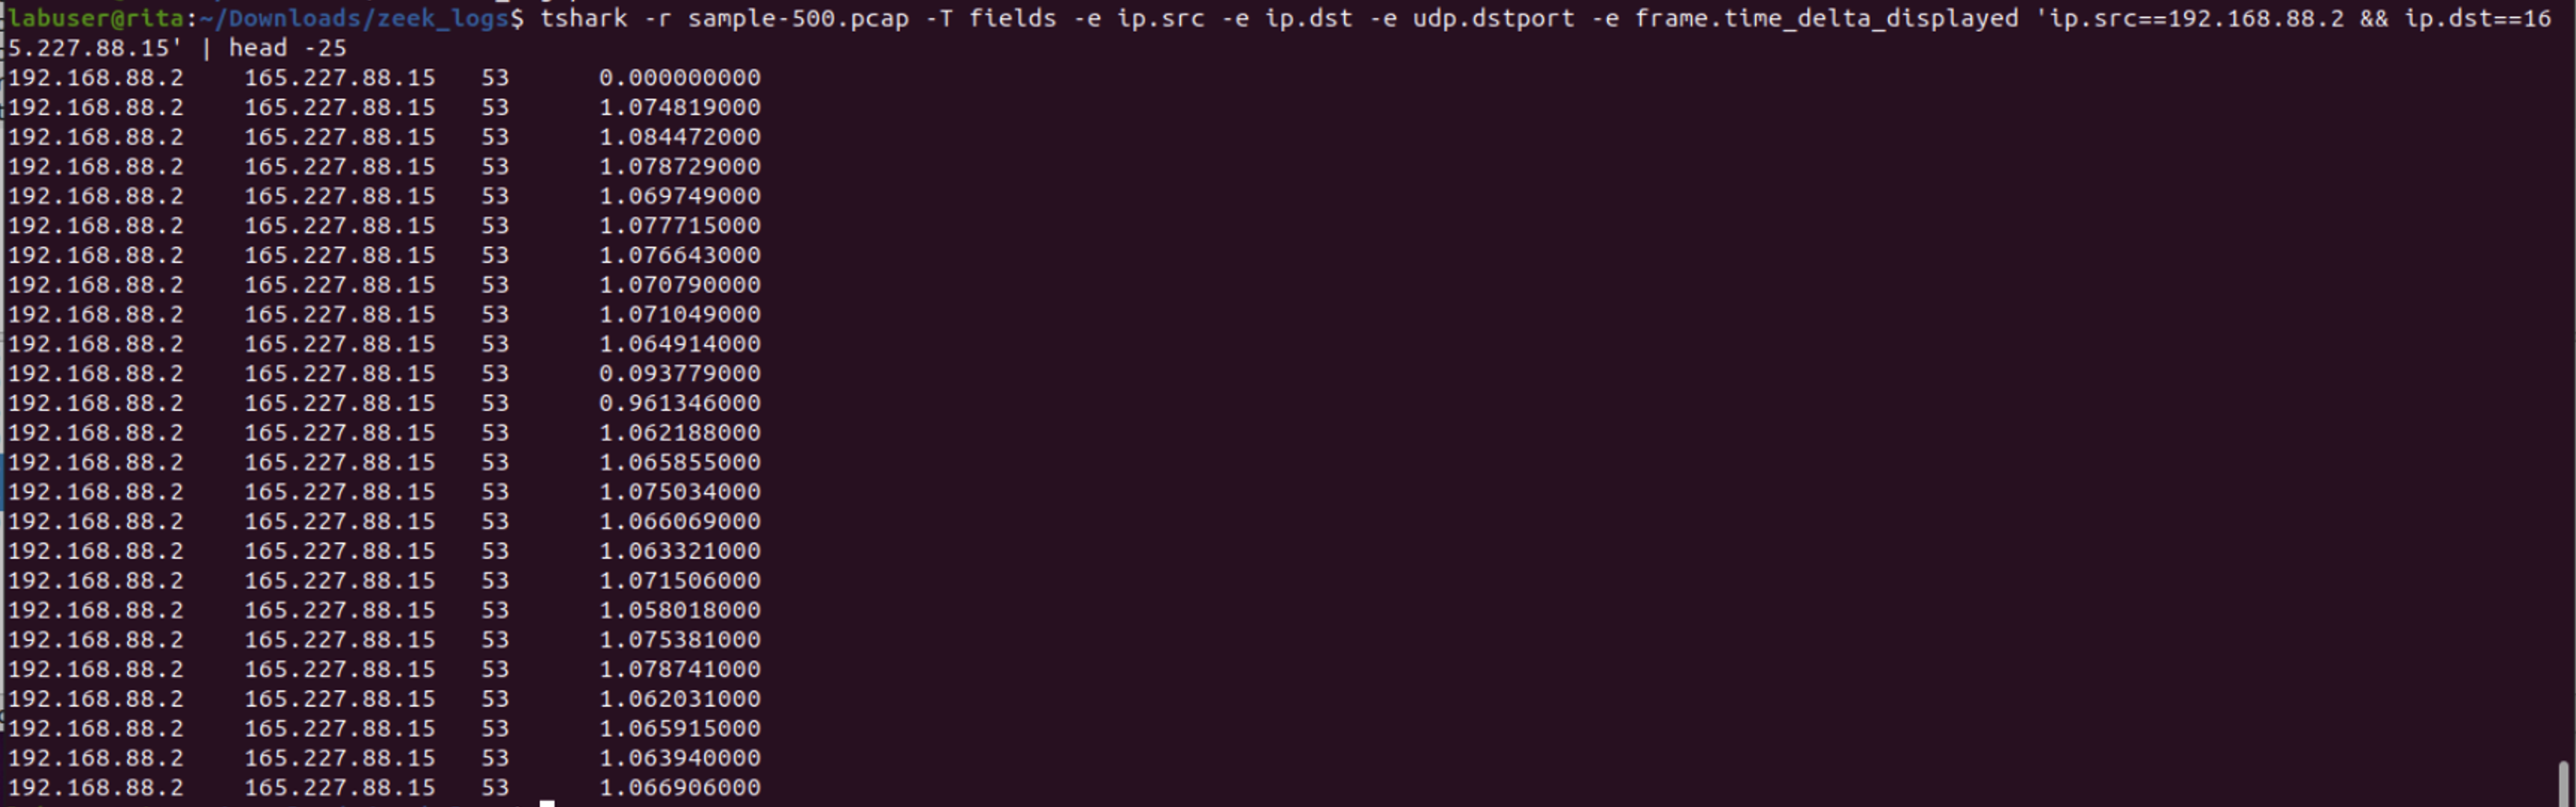 labuser@rita:~/Downloads/zeek_logs$ tshark -r sample-500.pcap -T fields -e ip.src -e ip.dst -e udp.dstport -e frame.time_delta_displayed 'ip.src==192.168.88.2 && ip.dst==16
5.227.88.15' | head -25
192.168.88.2    165.227.88.15   53      0.000000000
192.168.88.2    165.227.88.15   53      1.074819000
192.168.88.2    165.227.88.15   53      1.084472000
192.168.88.2    165.227.88.15   53      1.078729000
192.168.88.2    165.227.88.15   53      1.069749000
192.168.88.2    165.227.88.15   53      1.077715000
192.168.88.2    165.227.88.15   53      1.076643000
192.168.88.2    165.227.88.15   53      1.070790000
192.168.88.2    165.227.88.15   53      1.071049000
192.168.88.2    165.227.88.15   53      1.064914000
192.168.88.2    165.227.88.15   53      0.093779000
192.168.88.2    165.227.88.15   53      0.961346000
192.168.88.2    165.227.88.15   53      1.062188000
192.168.88.2    165.227.88.15   53      1.065855000
192.168.88.2    165.227.88.15   53      1.075034000
192.168.88.2    165.227.88.15   53      1.066069000
192.168.88.2    165.227.88.15   53      1.063321000
192.168.88.2    165.227.88.15   53      1.071506000
192.168.88.2    165.227.88.15   53      1.058018000
192.168.88.2    165.227.88.15   53      1.075381000
192.168.88.2    165.227.88.15   53      1.078741000
192.168.88.2    165.227.88.15   53      1.062031000
192.168.88.2    165.227.88.15   53      1.065915000
192.168.88.2    165.227.88.15   53      1.063940000
192.168.88.2    165.227.88.15   53      1.066906000